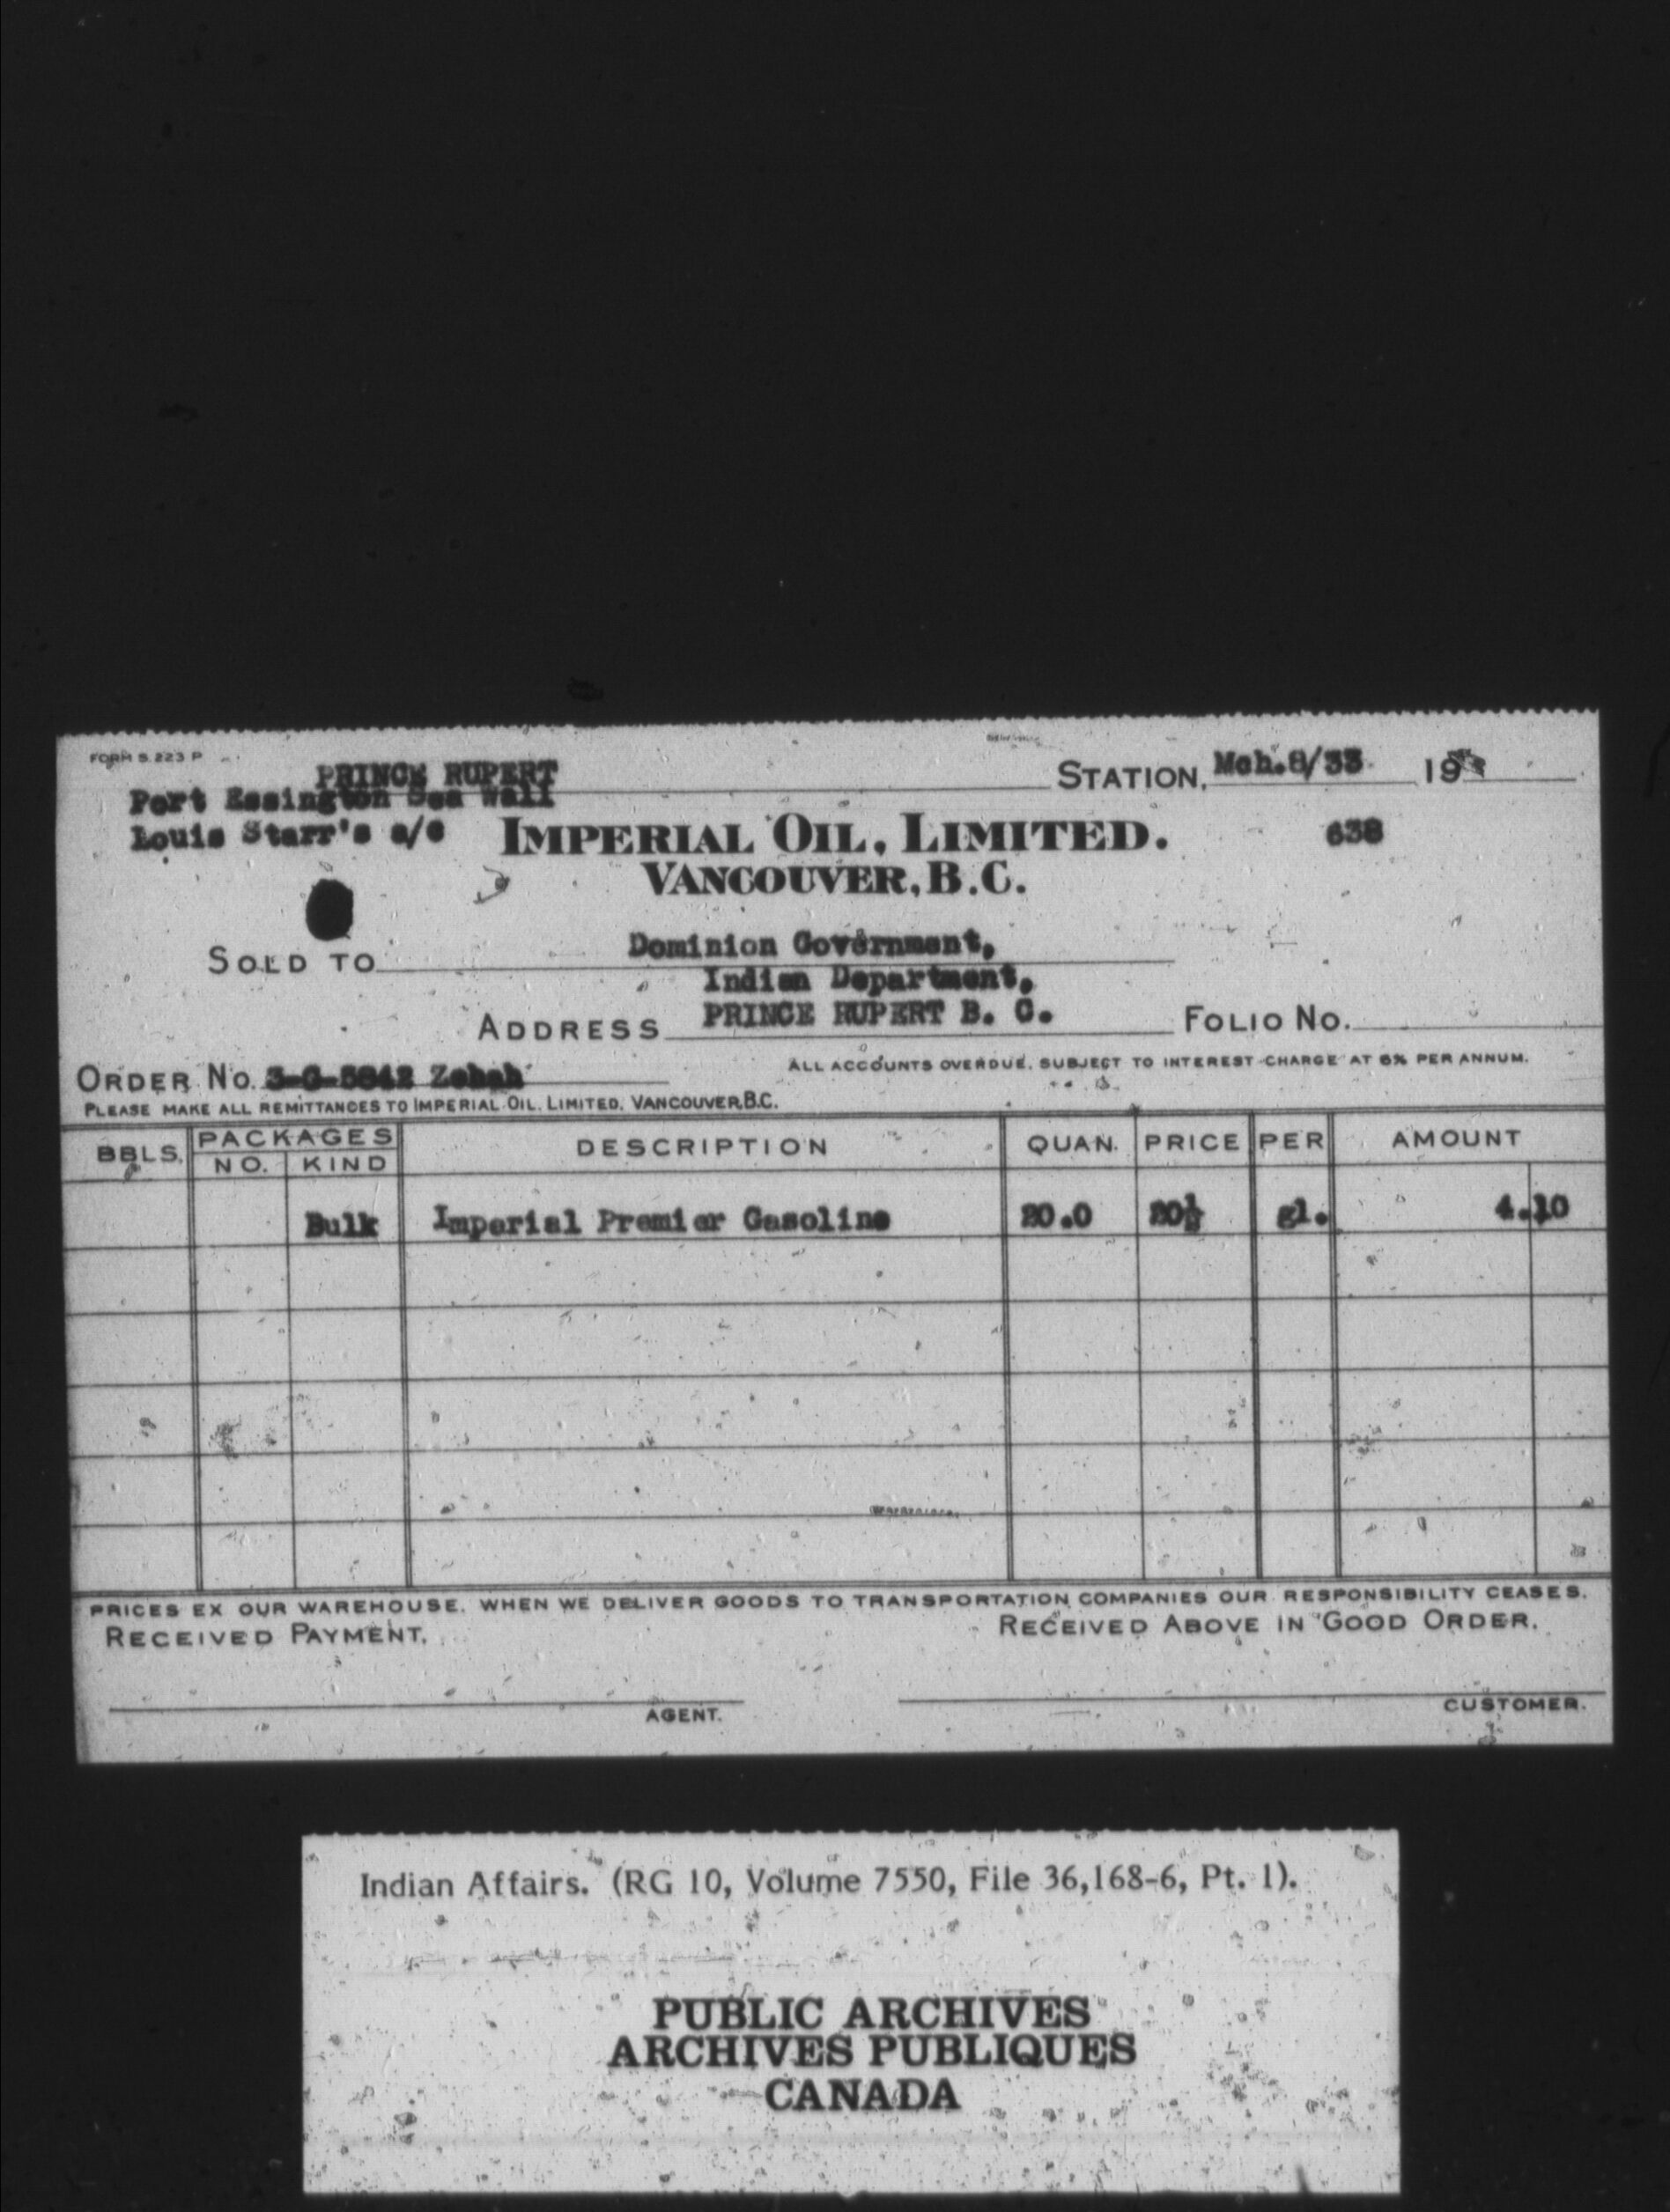 FORM S. 223 P
PRINCE RUPERT STATION, Mch.8/33 19
Port Essington Sea Wall
Louis Starr's a/c
IMPERIAL OIL, LIMITED. 638
VANCOUVER, B.C.
SOLD TO Dominion Government,
Indian Department,
ADDRESS PRINCE RUPERT B. C. FOLIO NO.
ALL ACCOUNTS OVERDUE, SUBJECT TO INTEREST CHARGE AT 6% PER ANNUM.
ORDER NO.
PLEASE MAKE ALL REMITTANCES TO IMPERIAL OIL, LIMITED, VANCOUVER, B.C.
BBLS. PACKAGES DESCRIPTION QUAN. PRICE PER AMOUNT
NO. KIND
Bulk Imperial Premier Gasoline 20.0 20½ gl. 4.10
PRICES EX OUR WAREHOUSE. WHEN WE DELIVER GOODS TO TRANSPORTATION COMPANIES OUR RESPONSIBILITY CEASES.
RECEIVED PAYMENT, RECEIVED ABOVE IN GOOD ORDER.
AGENT. CUSTOMER.
Indian Affairs. (RG 10, Volume 7550, File 36,168-6, Pt. 1).
PUBLIC ARCHIVES
ARCHIVES PUBLIQUES
CANADA